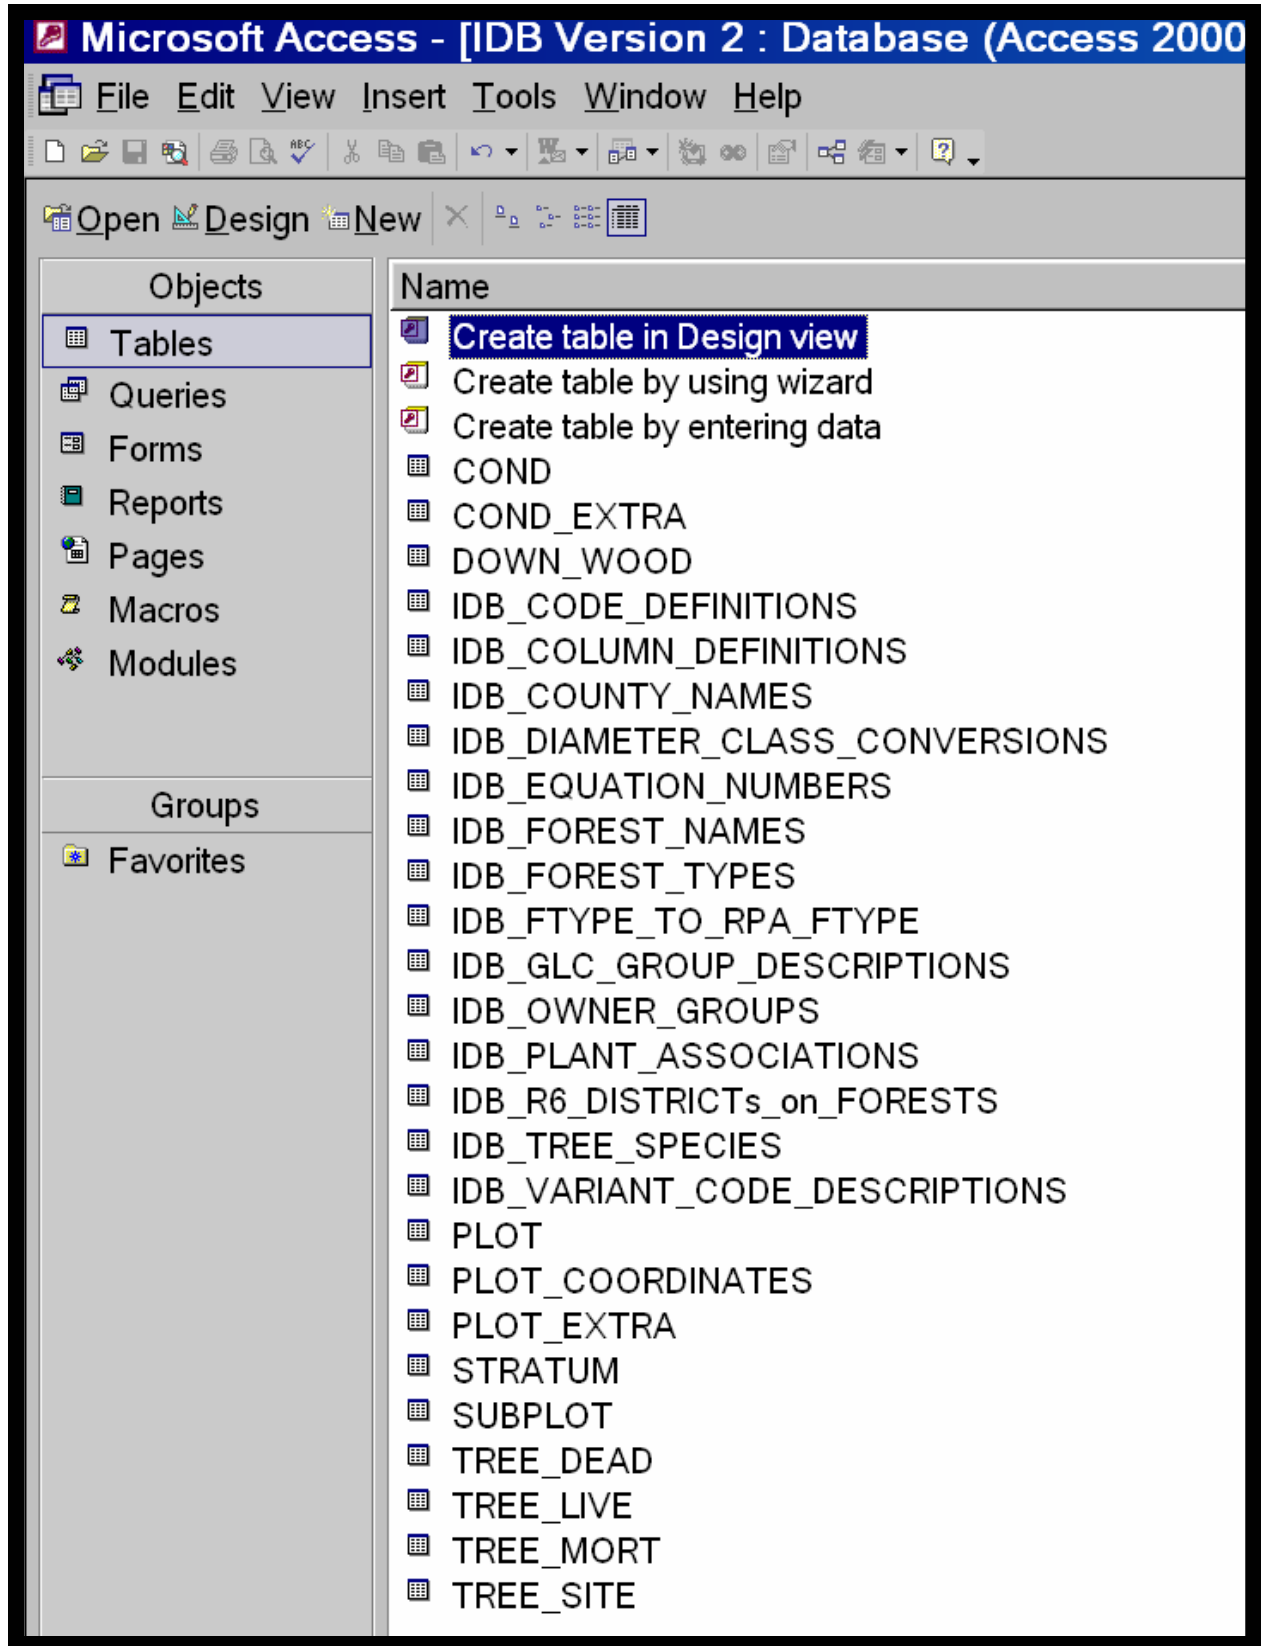 Microsoft Access - [IDB Version 2 : Database (Access 2000
File Edit View Insert Tools Window Help
Open Design New
Objects
Tables
Queries
Forms
Reports
Pages
Macros
Modules
Groups
Favorites
Name
Create table in Design view
Create table by using wizard
Create table by entering data
COND
COND_EXTRA
DOWN_WOOD
IDB_CODE_DEFINITIONS
IDB_COLUMN_DEFINITIONS
IDB_COUNTY_NAMES
IDB_DIAMETER_CLASS_CONVERSIONS
IDB_EQUATION_NUMBERS
IDB_FOREST_NAMES
IDB_FOREST_TYPES
IDB_FTYPE_TO_RPA_FTYPE
IDB_GLC_GROUP_DESCRIPTIONS
IDB_OWNER_GROUPS
IDB_PLANT_ASSOCIATIONS
IDB_R6_DISTRICTs_on_FORESTS
IDB_TREE_SPECIES
IDB_VARIANT_CODE_DESCRIPTIONS
PLOT
PLOT_COORDINATES
PLOT_EXTRA
STRATUM
SUBPLOT
TREE_DEAD
TREE_LIVE
TREE_MORT
TREE_SITE